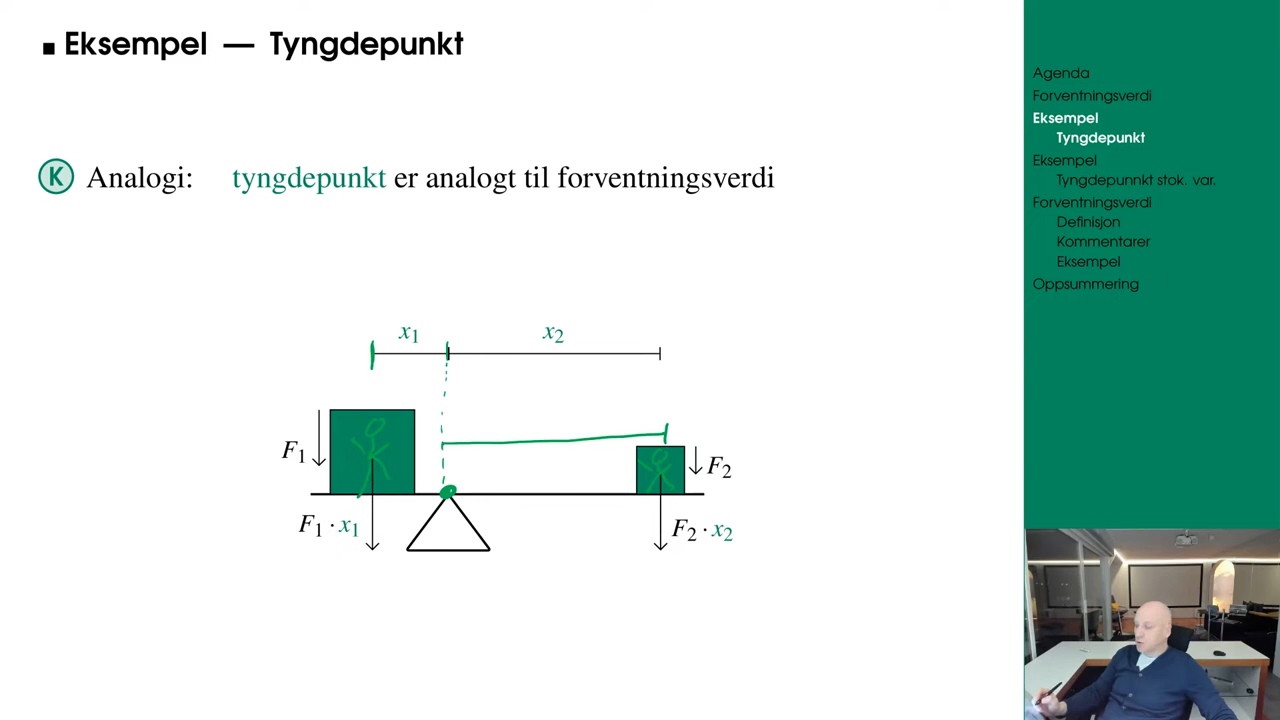 Eksempel — Tyngdepunkt
K Analogi: tyngdepunkt er analogt til forventningsverdi
x1 x2
F1
F2
F1 · x1
F2 · x2
Agenda
Forventningsverdi
Eksempel
Tyngdepunkt
Eksempel
Tyngdepunnkt stok. var.
Forventningsverdi
Definisjon
Kommentarer
Eksempel
Oppsummering